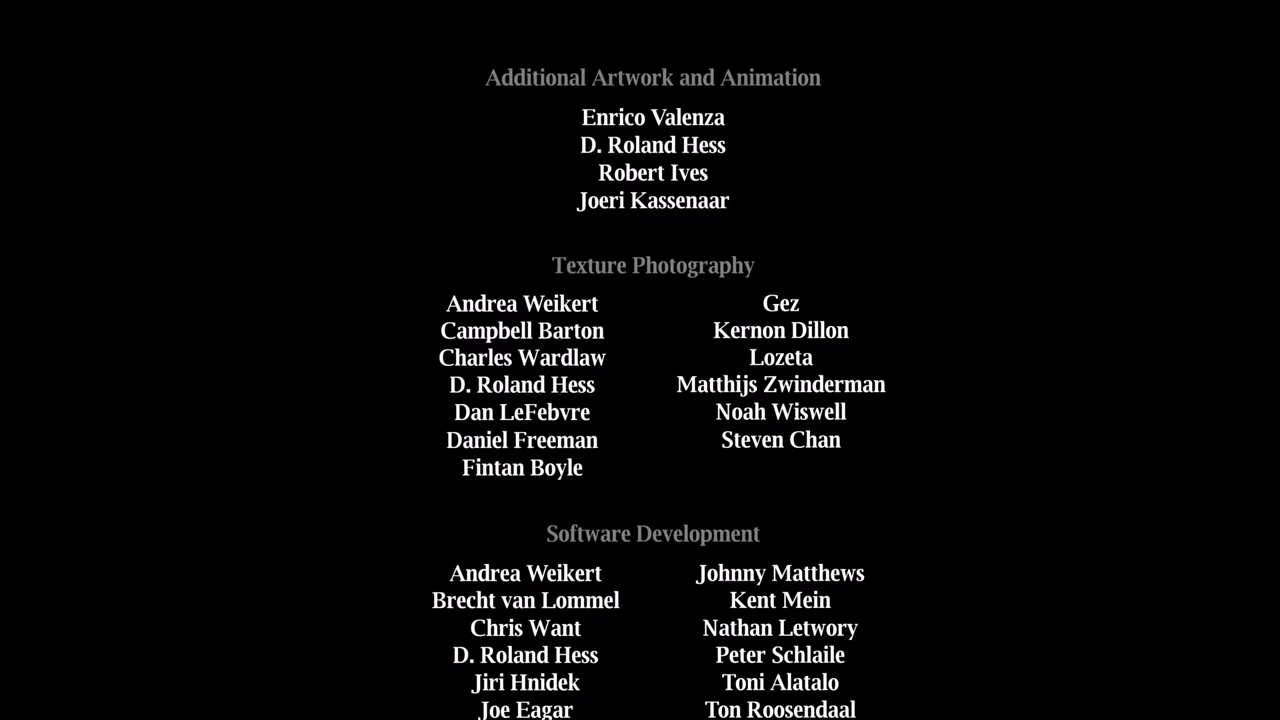 Additional Artwork and Animation
Enrico Valenza
D. Roland Hess
Robert Ives
Joeri Kassenaar
Texture Photography
Andrea Weikert
Campbell Barton
Charles Wardlaw
D. Roland Hess
Dan LeFebvre
Daniel Freeman
Fintan Boyle
Gez
Kernon Dillon
Lozeta
Matthijs Zwinderman
Noah Wiswell
Steven Chan
Software Development
Andrea Weikert
Brecht van Lommel
Chris Want
D. Roland Hess
Jiri Hnidek
Joe Eagar
Johnny Matthews
Kent Mein
Nathan Letwory
Peter Schlaile
Toni Alatalo
Ton Roosendaal